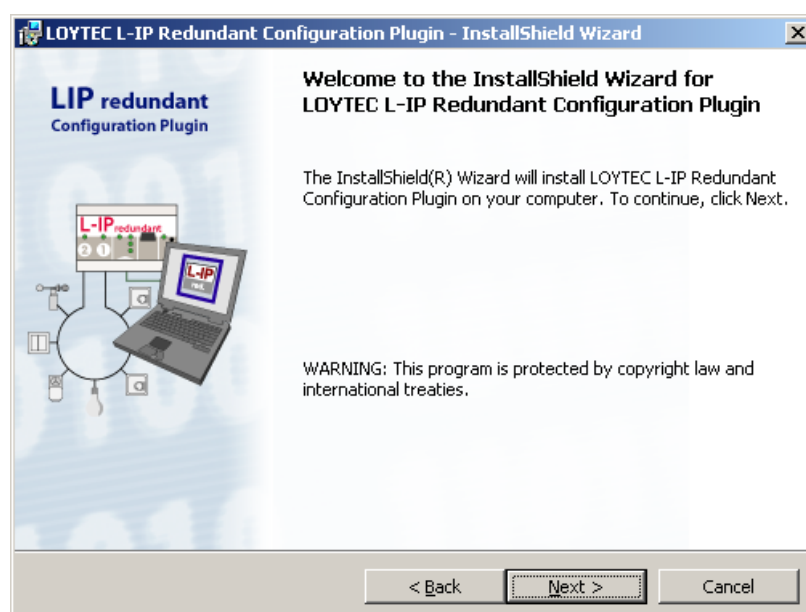 LOYTEC L-IP Redundant Configuration Plugin - InstallShield Wizard
LIP redundant
Configuration Plugin
L-IP redundant
2 1
L-IP
Welcome to the InstallShield Wizard for
LOYTEC L-IP Redundant Configuration Plugin
The InstallShield(R) Wizard will install LOYTEC L-IP Redundant
Configuration Plugin on your computer. To continue, click Next.
WARNING: This program is protected by copyright law and
international treaties.
< Back
Next >
Cancel